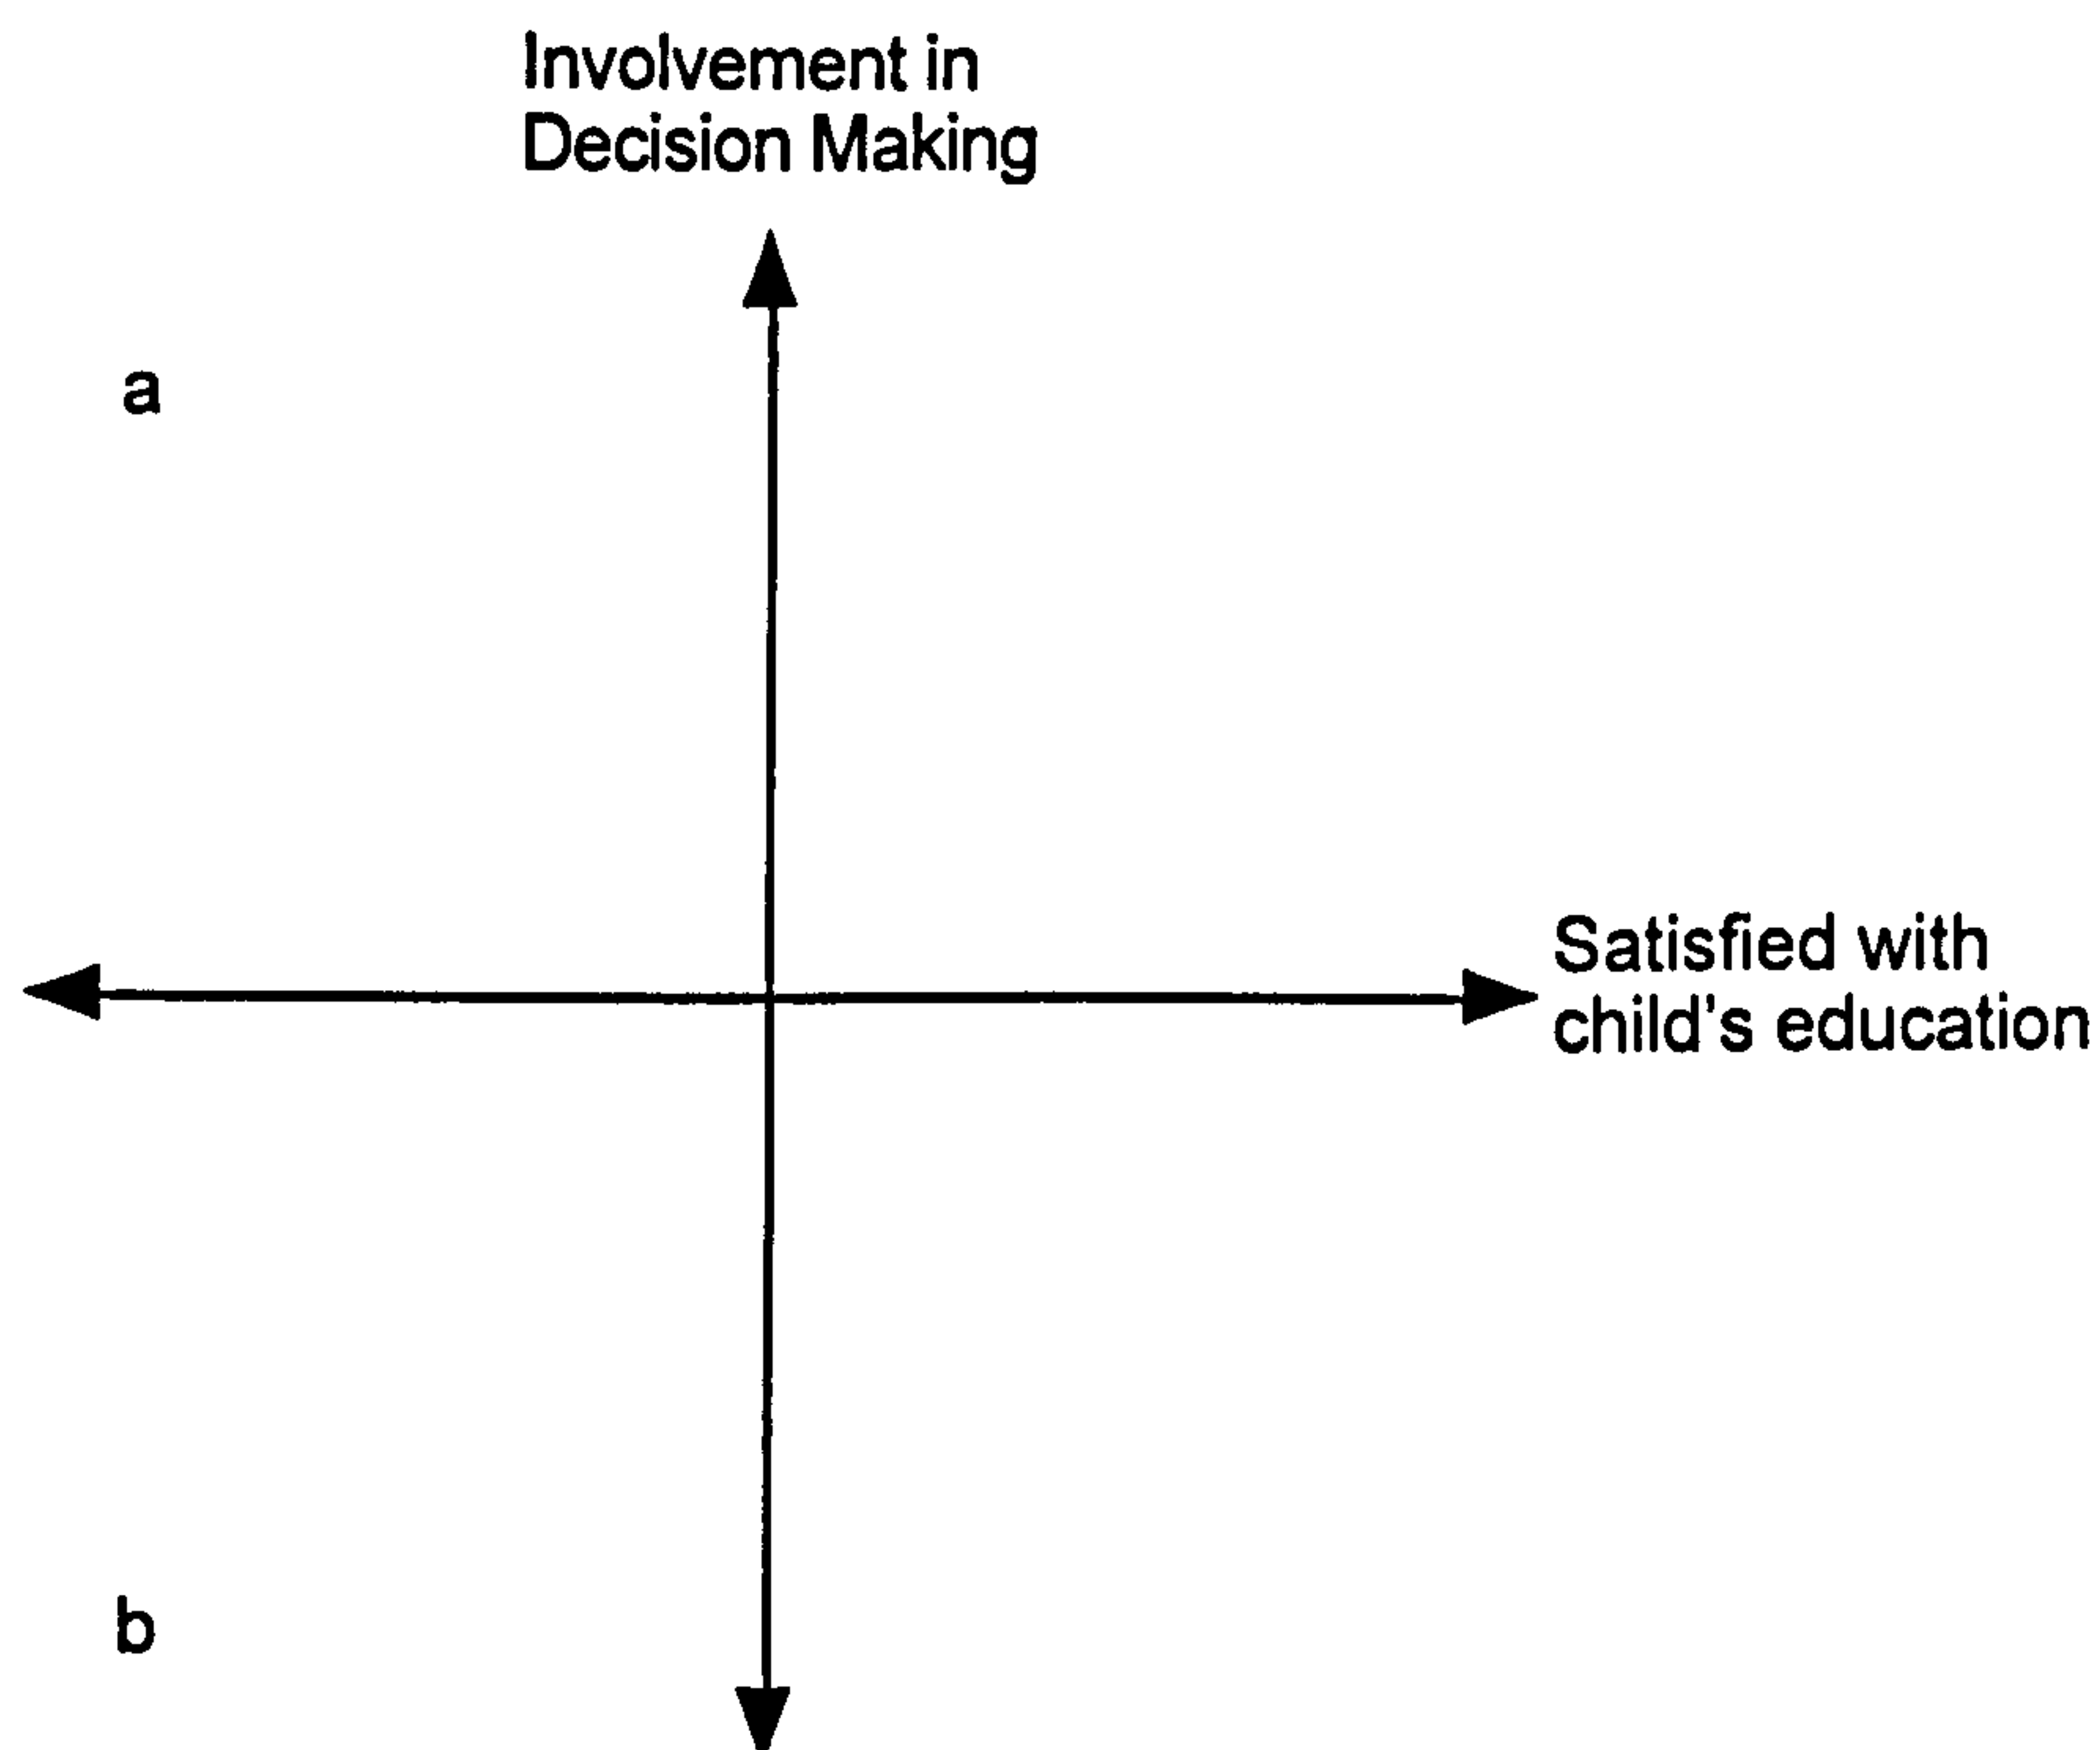 Involvement in
Decision Making
a
Satisfied with
child's education
b